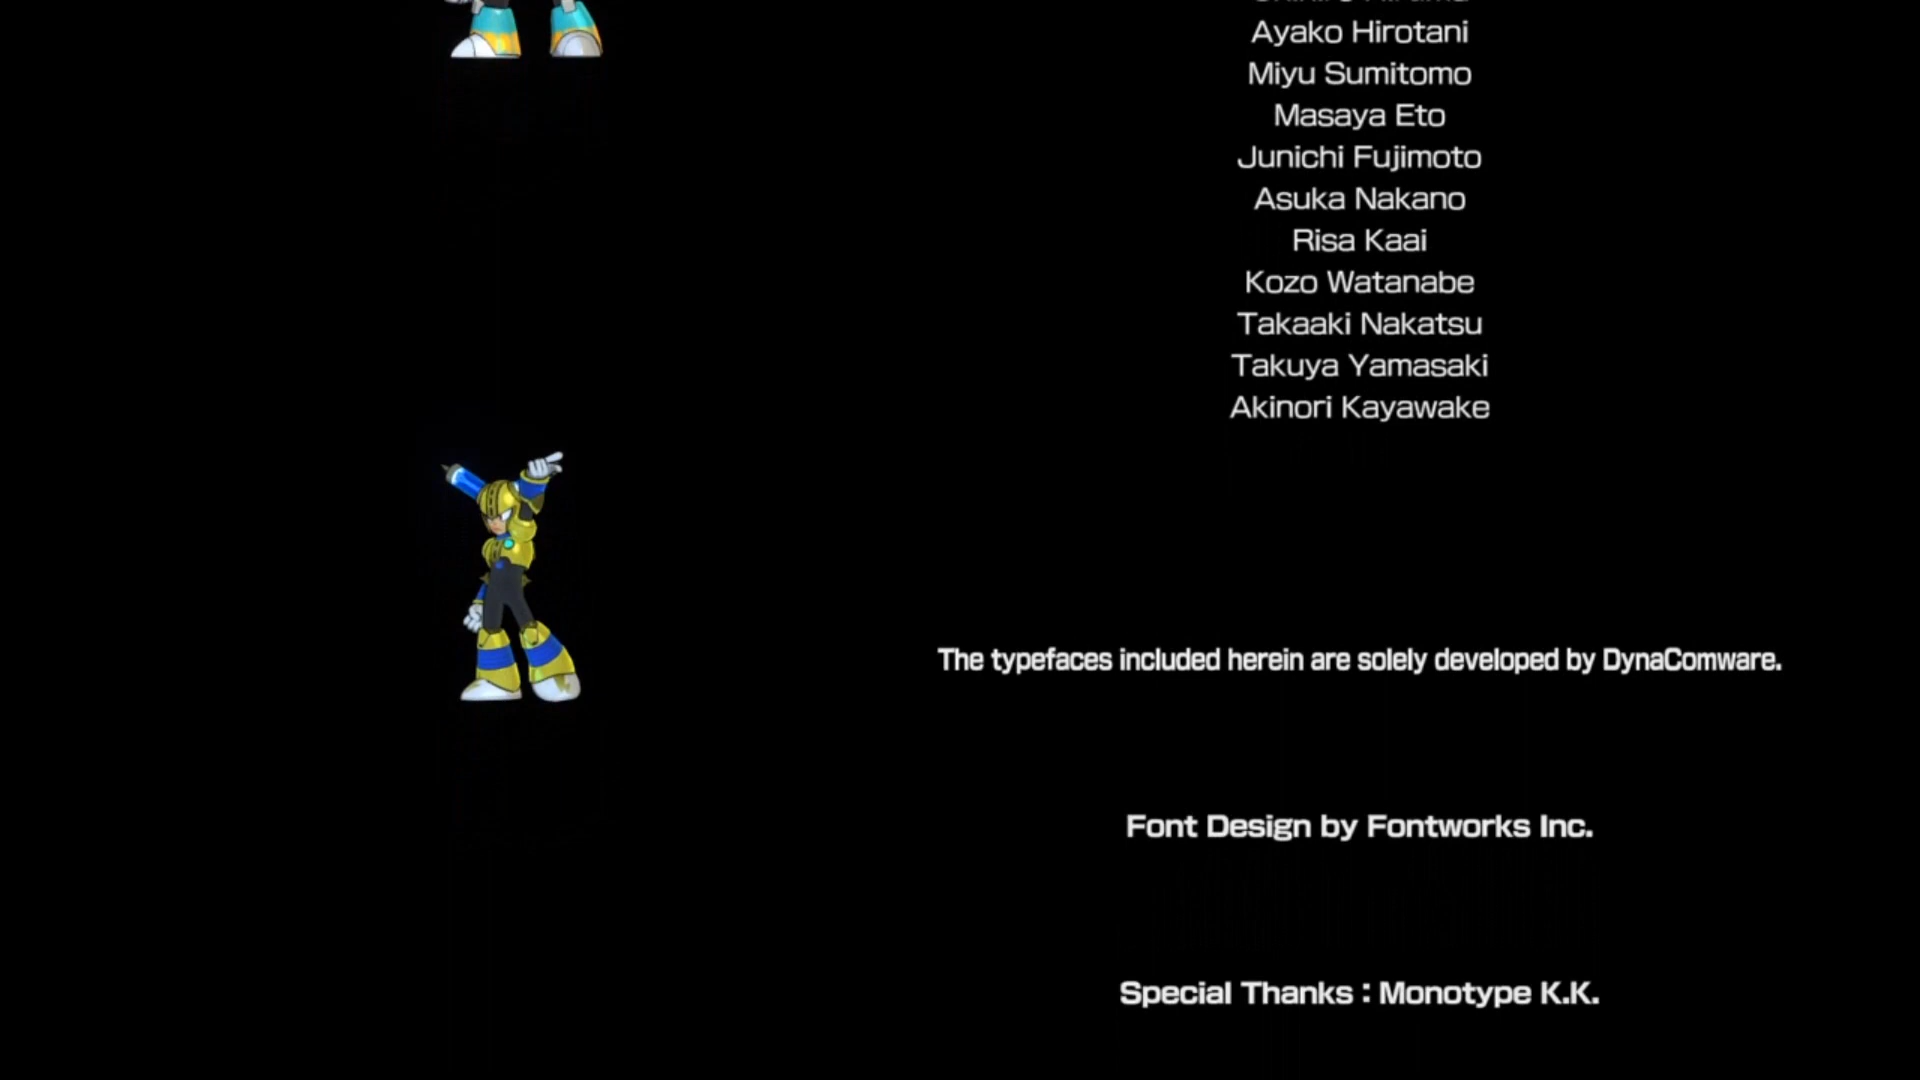 Ayako Hirotani
Miyu Sumitomo
Masaya Eto
Junichi Fujimoto
Asuka Nakano
Risa Kaai
Kozo Watanabe
Takaaki Nakatsu
Takuya Yamasaki
Akinori Kayawake
The typefaces included herein are solely developed by DynaComware.
Font Design by Fontworks Inc.
Special Thanks : Monotype K.K.